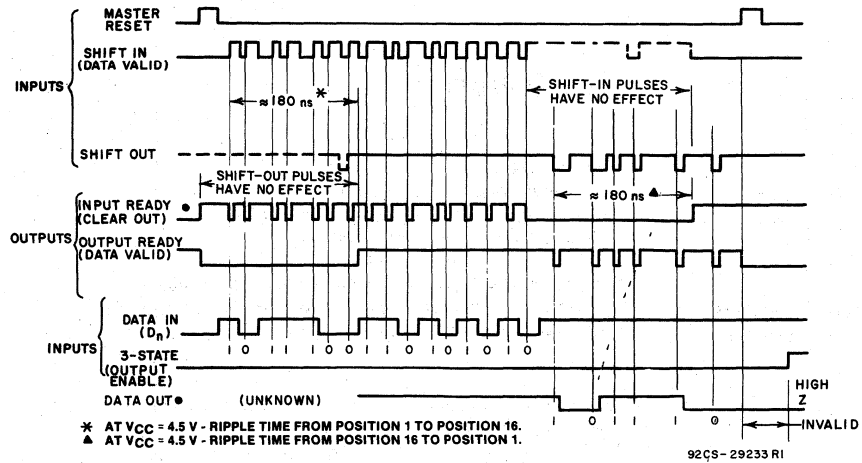 MASTER
RESET
SHIFT IN
(DATA VALID)
INPUTS
≈180 ns *
SHIFT-IN PULSES
HAVE NO EFFECT
SHIFT OUT
SHIFT-OUT PULSES
HAVE NO EFFECT
≈180 ns ▲
INPUT READY ●
(CLEAR OUT)
OUTPUTS
OUTPUT READY
(DATA VALID)
DATA IN
(Dn)
INPUTS
1 0 1 1 1 0 0 1 1 0 1 0 1 0 1 0
3-STATE
(OUTPUT
ENABLE)
HIGH
Z
DATA OUT ●
(UNKNOWN)
1 0 1 1 1 0
INVALID
* AT VCC = 4.5 V - RIPPLE TIME FROM POSITION 1 TO POSITION 16.
▲ AT VCC = 4.5 V - RIPPLE TIME FROM POSITION 16 TO POSITION 1.
92CS-29233 RI